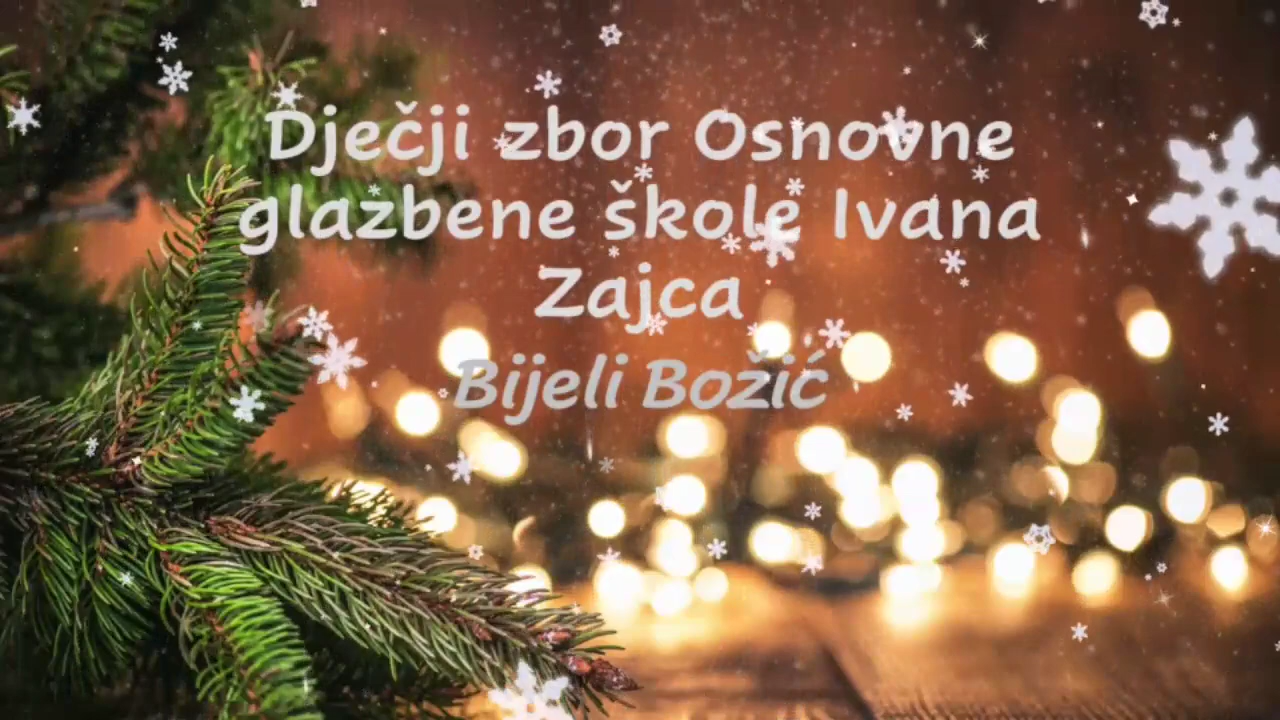 Dječji zbor Osnovne
glazbene škole Ivana
Zajca
Bijeli Božić